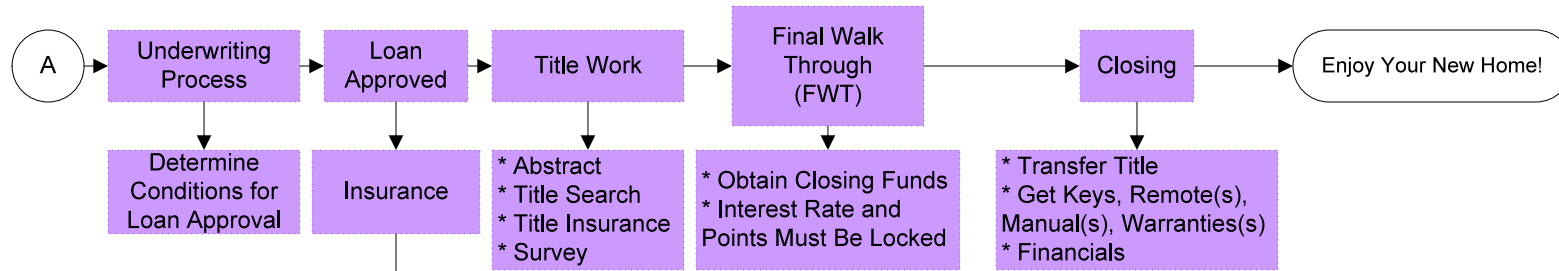 A
Underwriting
Process
Loan
Approved
Title Work
Final Walk
Through
(FWT)
Closing
Enjoy Your New Home!
Determine
Conditions for
Loan Approval
Insurance
* Abstract
* Title Search
* Title Insurance
* Survey
* Obtain Closing Funds
* Interest Rate and
Points Must Be Locked
* Transfer Title
* Get Keys, Remote(s),
Manual(s), Warranties(s)
* Financials